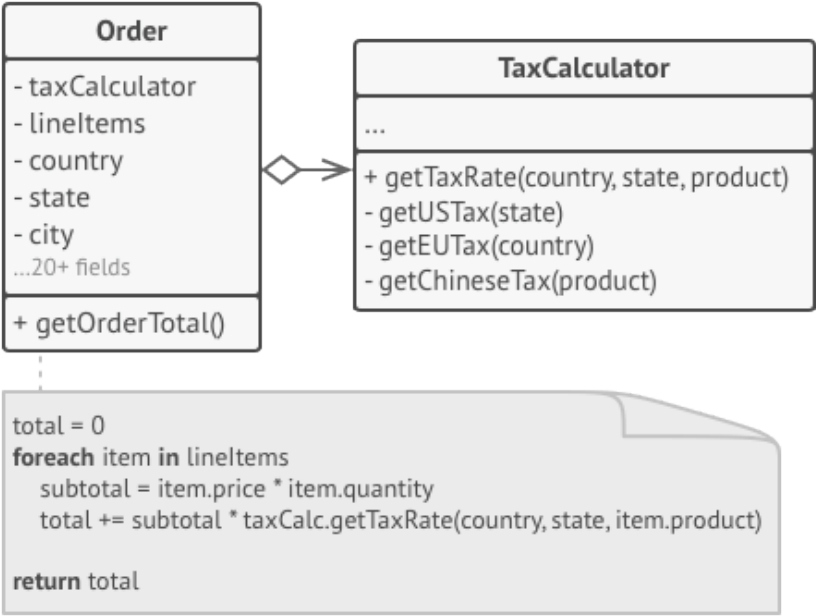 Order
- taxCalculator
- lineItems
- country
- state
- city
...20+ fields
+ getOrderTotal()
TaxCalculator
...
+ getTaxRate(country, state, product)
- getUSTax(state)
- getEUTax(country)
- getChineseTax(product)
total = 0
foreach item in lineItems
subtotal = item.price * item.quantity
total += subtotal * taxCalc.getTaxRate(country, state, item.product)
return total